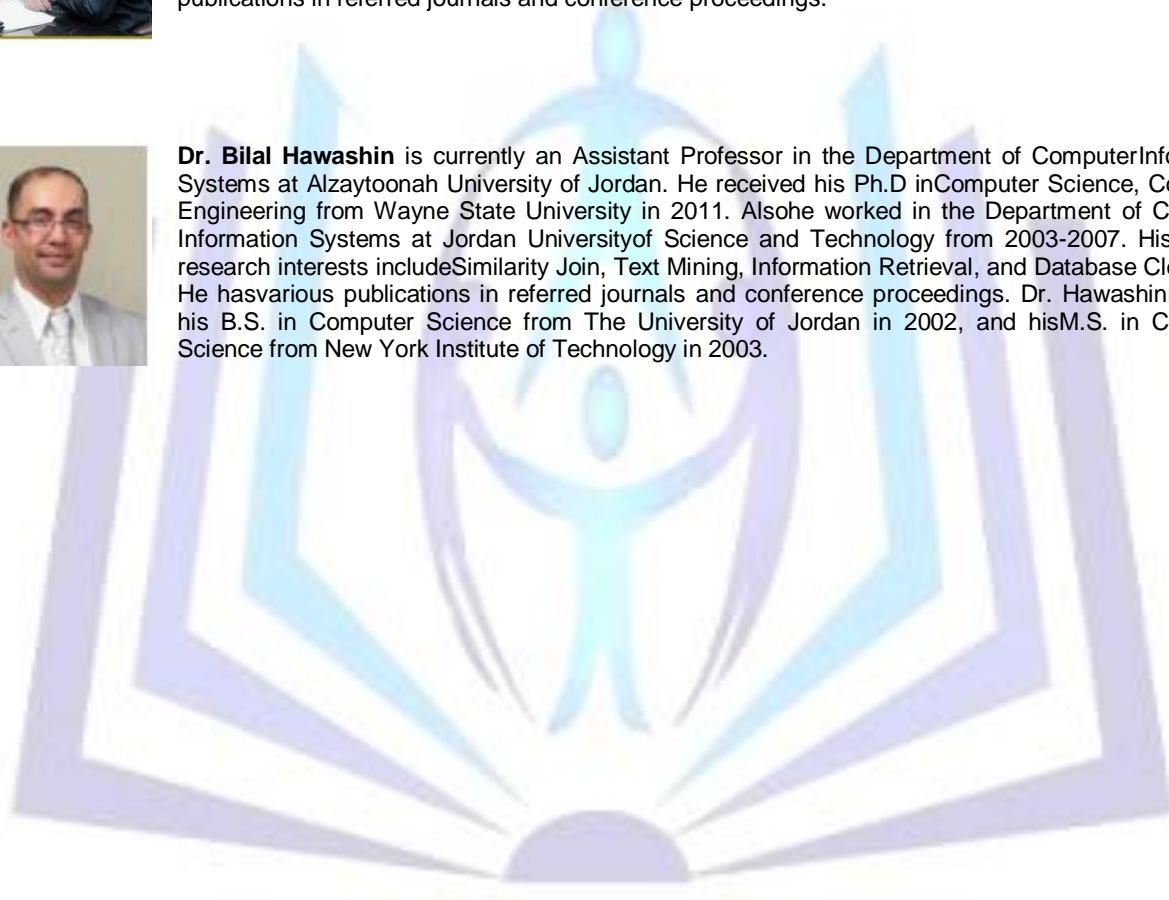 publications in referred journals and conference proceedings.
Dr. Bilal Hawashin is currently an Assistant Professor in the Department of ComputerInfo
Systems at Alzaytoonah University of Jordan. He received his Ph.D inComputer Science, Co
Engineering from Wayne State University in 2011. Alsohe worked in the Department of C
Information Systems at Jordan Universityof Science and Technology from 2003-2007. His
research interests includeSimilarity Join, Text Mining, Information Retrieval, and Database Cle
He hasvarious publications in referred journals and conference proceedings. Dr. Hawashin
his B.S. in Computer Science from The University of Jordan in 2002, and hisM.S. in C
Science from New York Institute of Technology in 2003.